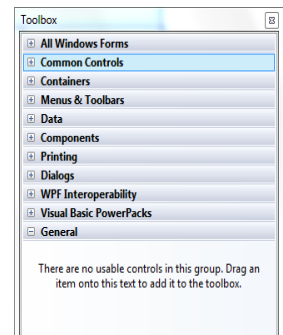 Toolbox
All Windows Forms
Common Controls
Containers
Menus & Toolbars
Data
Components
Printing
Dialogs
WPF Interoperability
Visual Basic PowerPacks
General
There are no usable controls in this group. Drag an
item onto this text to add it to the toolbox.